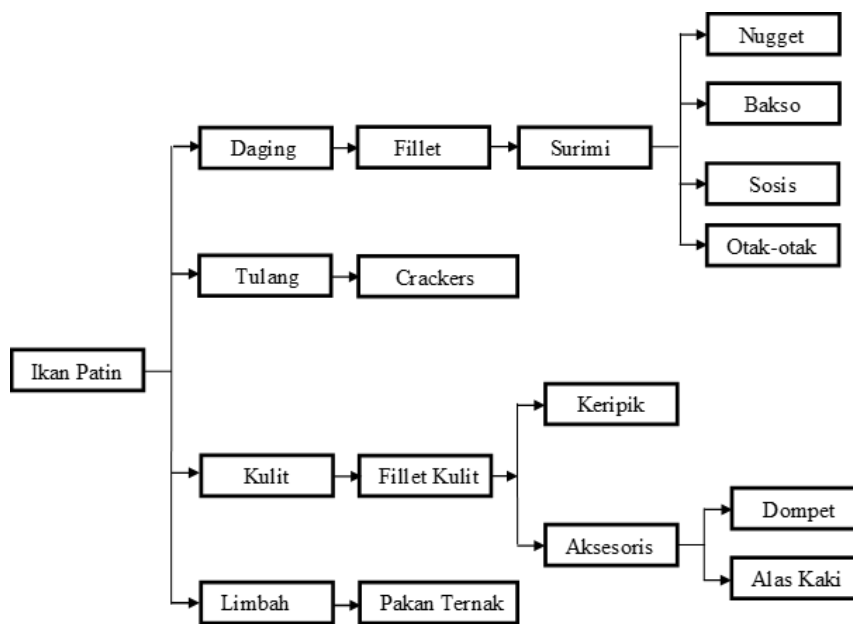 Nugget
Bakso
Daging
Fillet
Surimi
Sosis
Otak-otak
Tulang
Crackers
Ikan Patin
Keripik
Kulit
Fillet Kulit
Dompet
Aksesoris
Alas Kaki
Limbah
Pakan Ternak